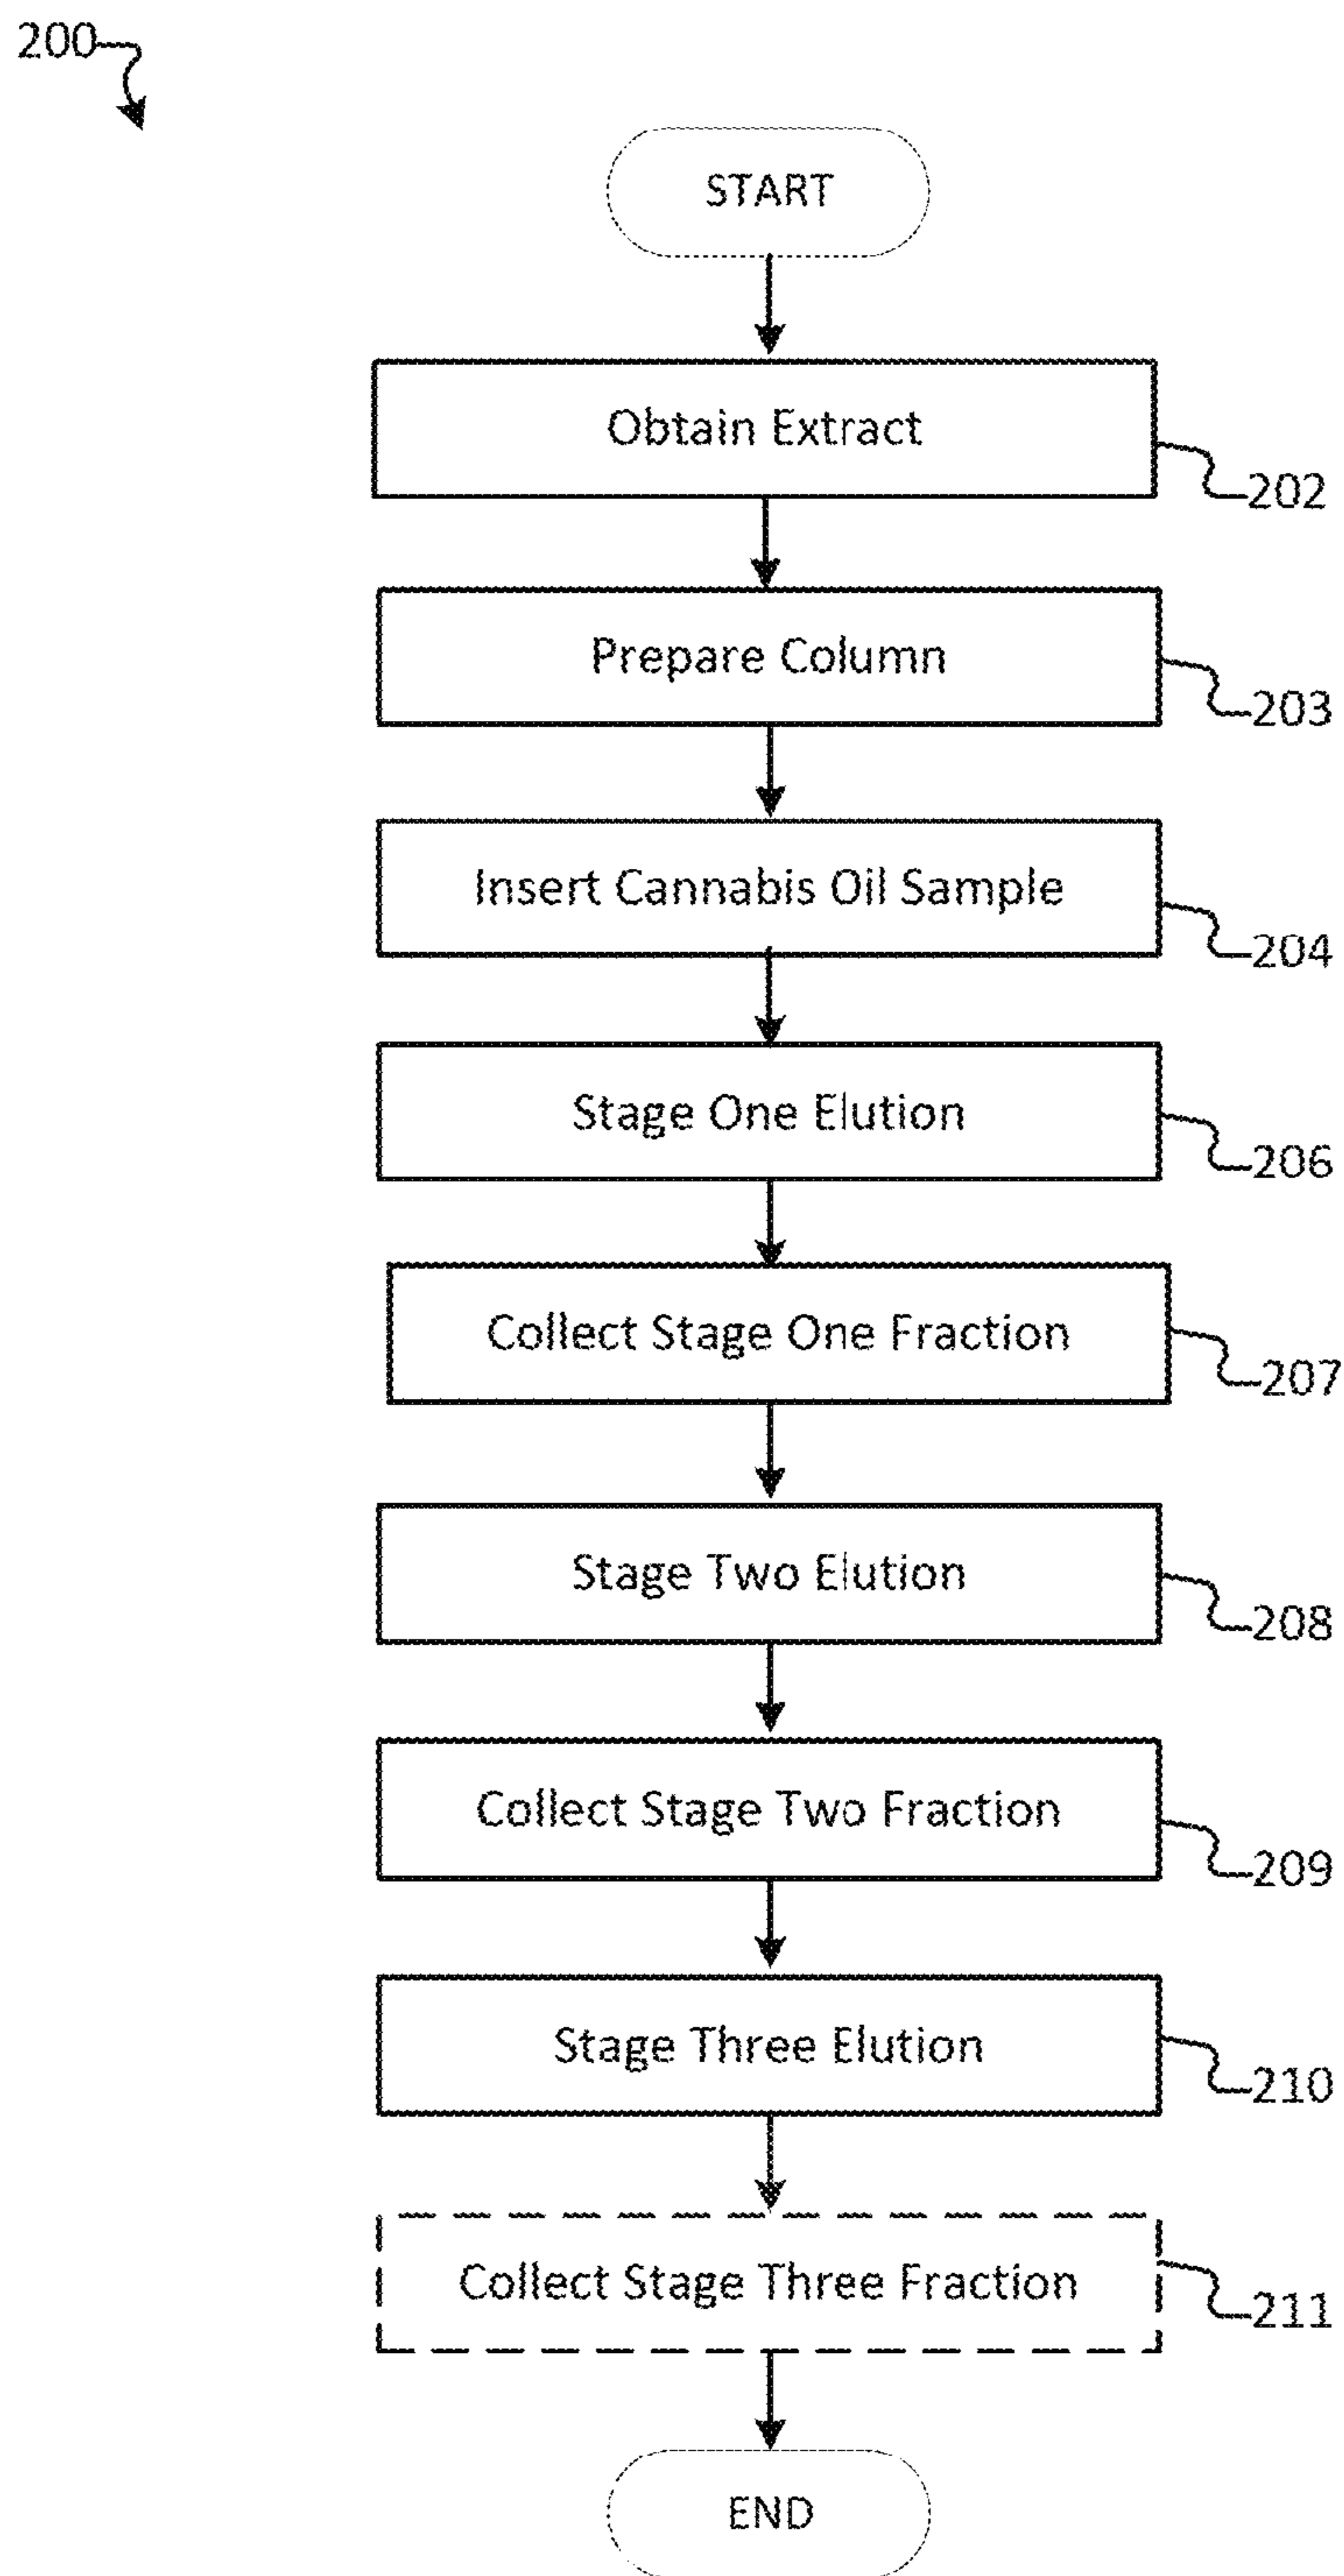 200
START
Obtain Extract
202
Prepare Column
203
Insert Cannabis Oil Sample
204
Stage One Elution
206
Collect Stage One Fraction
207
Stage Two Elution
208
Collect Stage Two Fraction
209
Stage Three Elution
210
Collect Stage Three Fraction
211
END